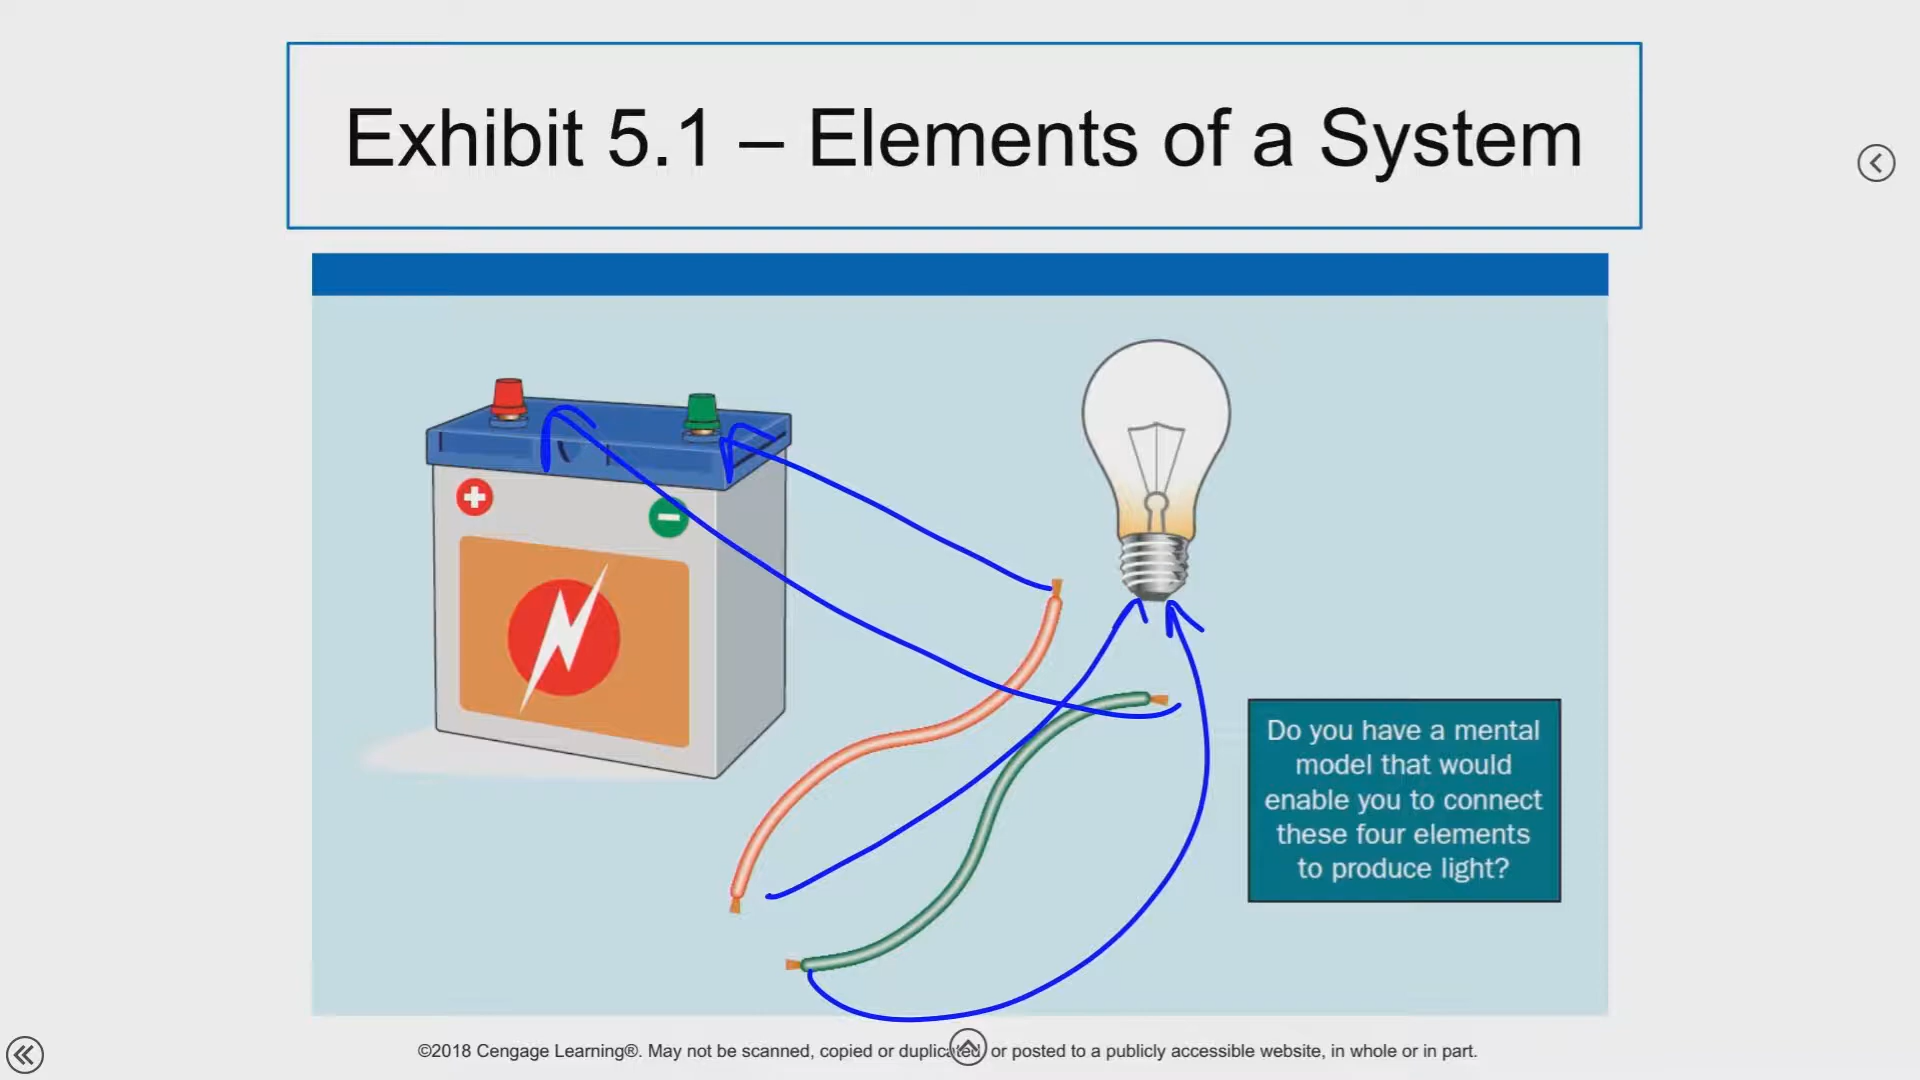 Exhibit 5.1 – Elements of a System
Do you have a mental
model that would
enable you to connect
these four elements
to produce light?
©2018 Cengage Learning®. May not be scanned, copied or duplicated, or posted to a publicly accessible website, in whole or in part.